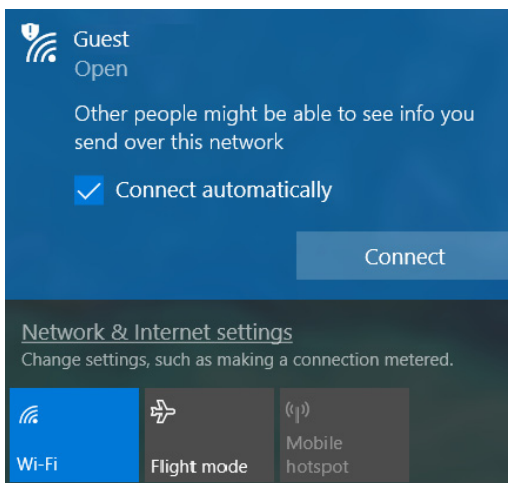 Guest
Open
Other people might be able to see info you
send over this network
Connect automatically
Connect
Network & Internet settings
Change settings, such as making a connection metered.
Wi-Fi
Flight mode
Mobile
hotspot